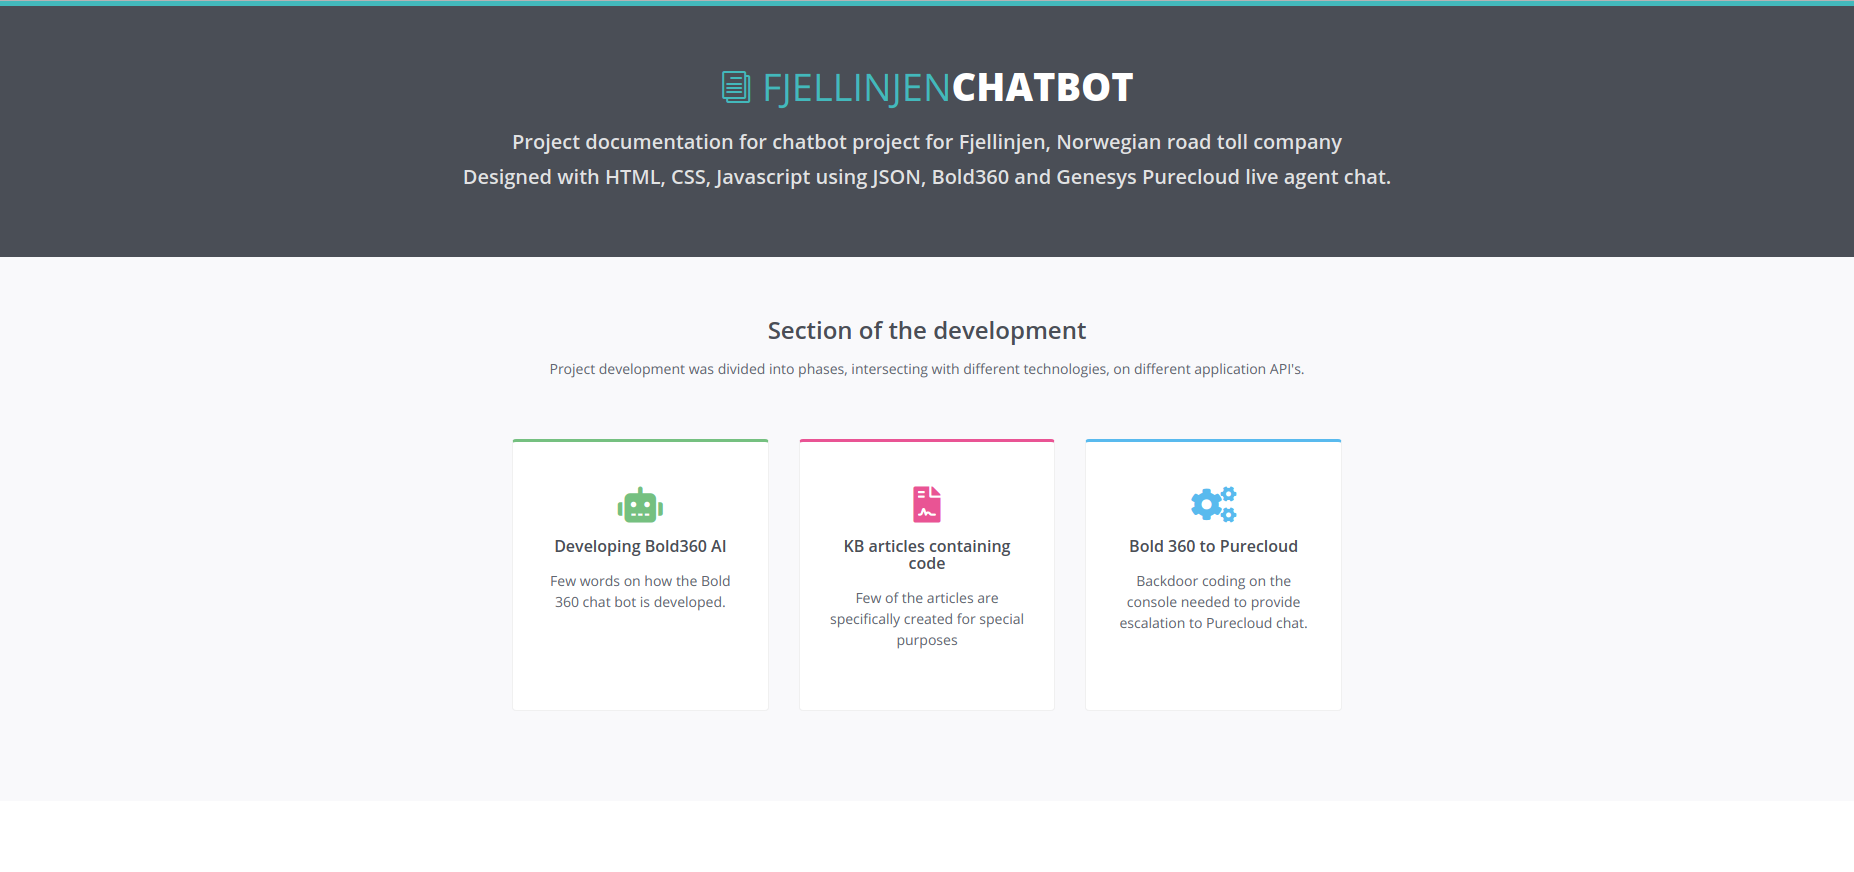 FJELLINJENCHATBOT
Project documentation for chatbot project for Fjellinjen, Norwegian road toll company
Designed with HTML, CSS, Javascript using JSON, Bold360 and Genesys Purecloud live agent chat.
Section of the development
Project development was divided into phases, intersecting with different technologies, on different application API's.
Developing Bold360 AI
Few words on how the Bold
360 chat bot is developed.
KB articles containing
code
Few of the articles are
specifically created for special
purposes
Bold 360 to Purecloud
Backdoor coding on the
console needed to provide
escalation to Purecloud chat.